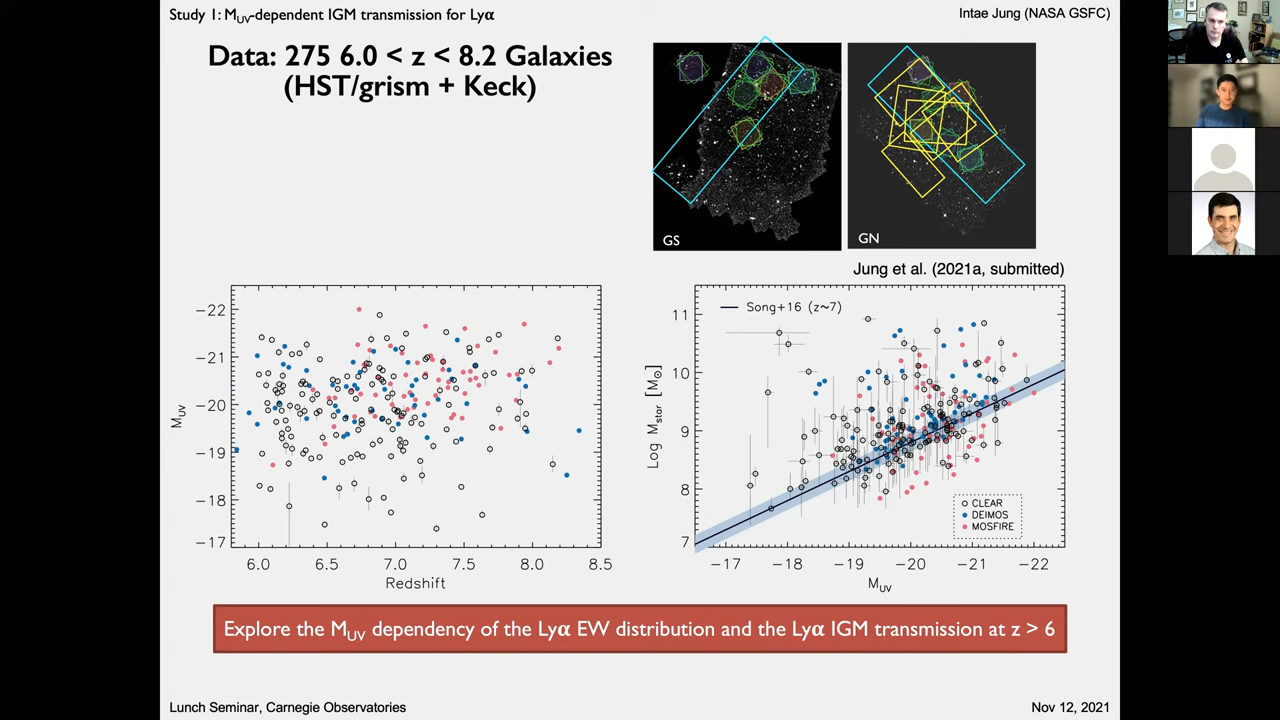 Study 1: MUV-dependent IGM transmission for Lyα
Intae Jung (NASA GSFC)
Data: 275 6.0 < z < 8.2 Galaxies
(HST/grism + Keck)
GS
GN
Jung et al. (2021a, submitted)
−22
−21
−20
−19
−18
−17
MUV
6.0 6.5 7.0 7.5 8.0 8.5
Redshift
Song+16 (z~7)
11
10
9
8
7
Log Mstar [M⊙]
CLEAR
DEIMOS
MOSFIRE
−17 −18 −19 −20 −21 −22
MUV
Explore the MUV dependency of the Lyα EW distribution and the Lyα IGM transmission at z > 6
Lunch Seminar, Carnegie Observatories
Nov 12, 2021